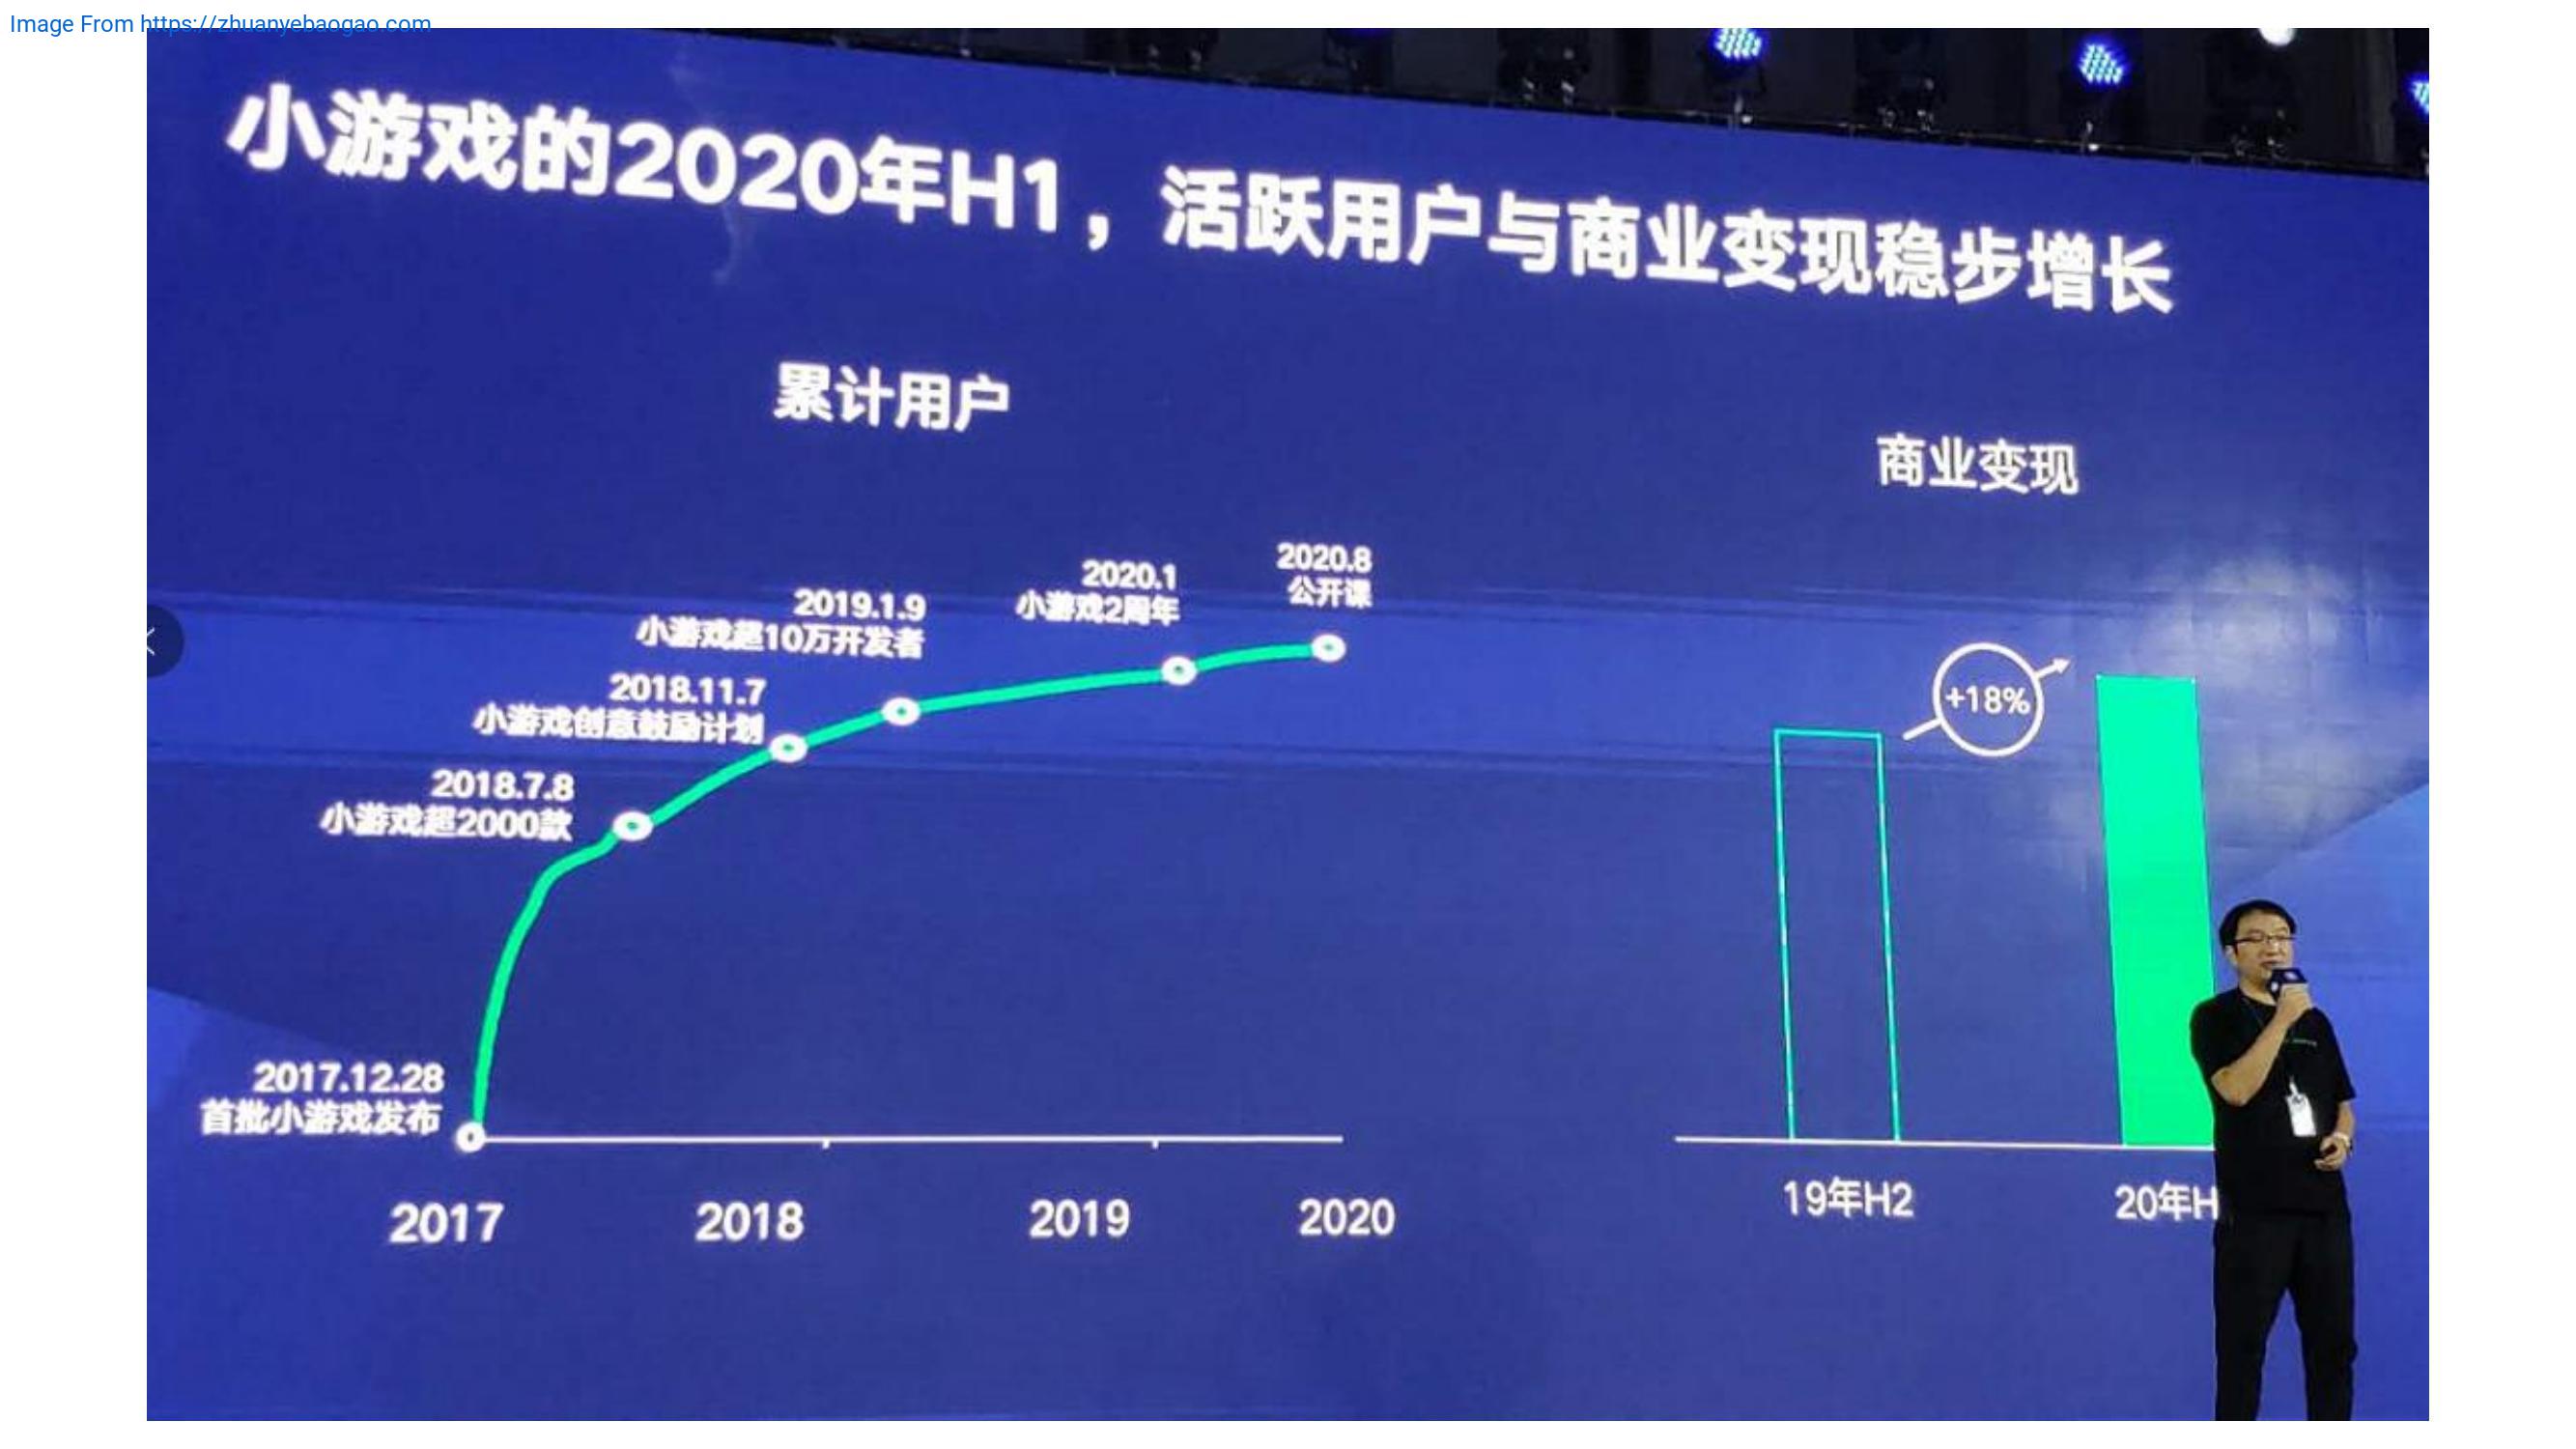 Image From https://zhuanyebaogao.com
小游戏的2020年H1，活跃用户与商业变现稳步增长
累计用户
商业变现
2020.8
公开课
2020.1
小游戏2周年
2019.1.9
小游戏超10万开发者
2018.11.7
小游戏创意鼓励计划
2018.7.8
小游戏超2000款
2017.12.28
首批小游戏发布
+18%
2017
2018
2019
2020
19年H2
20年H